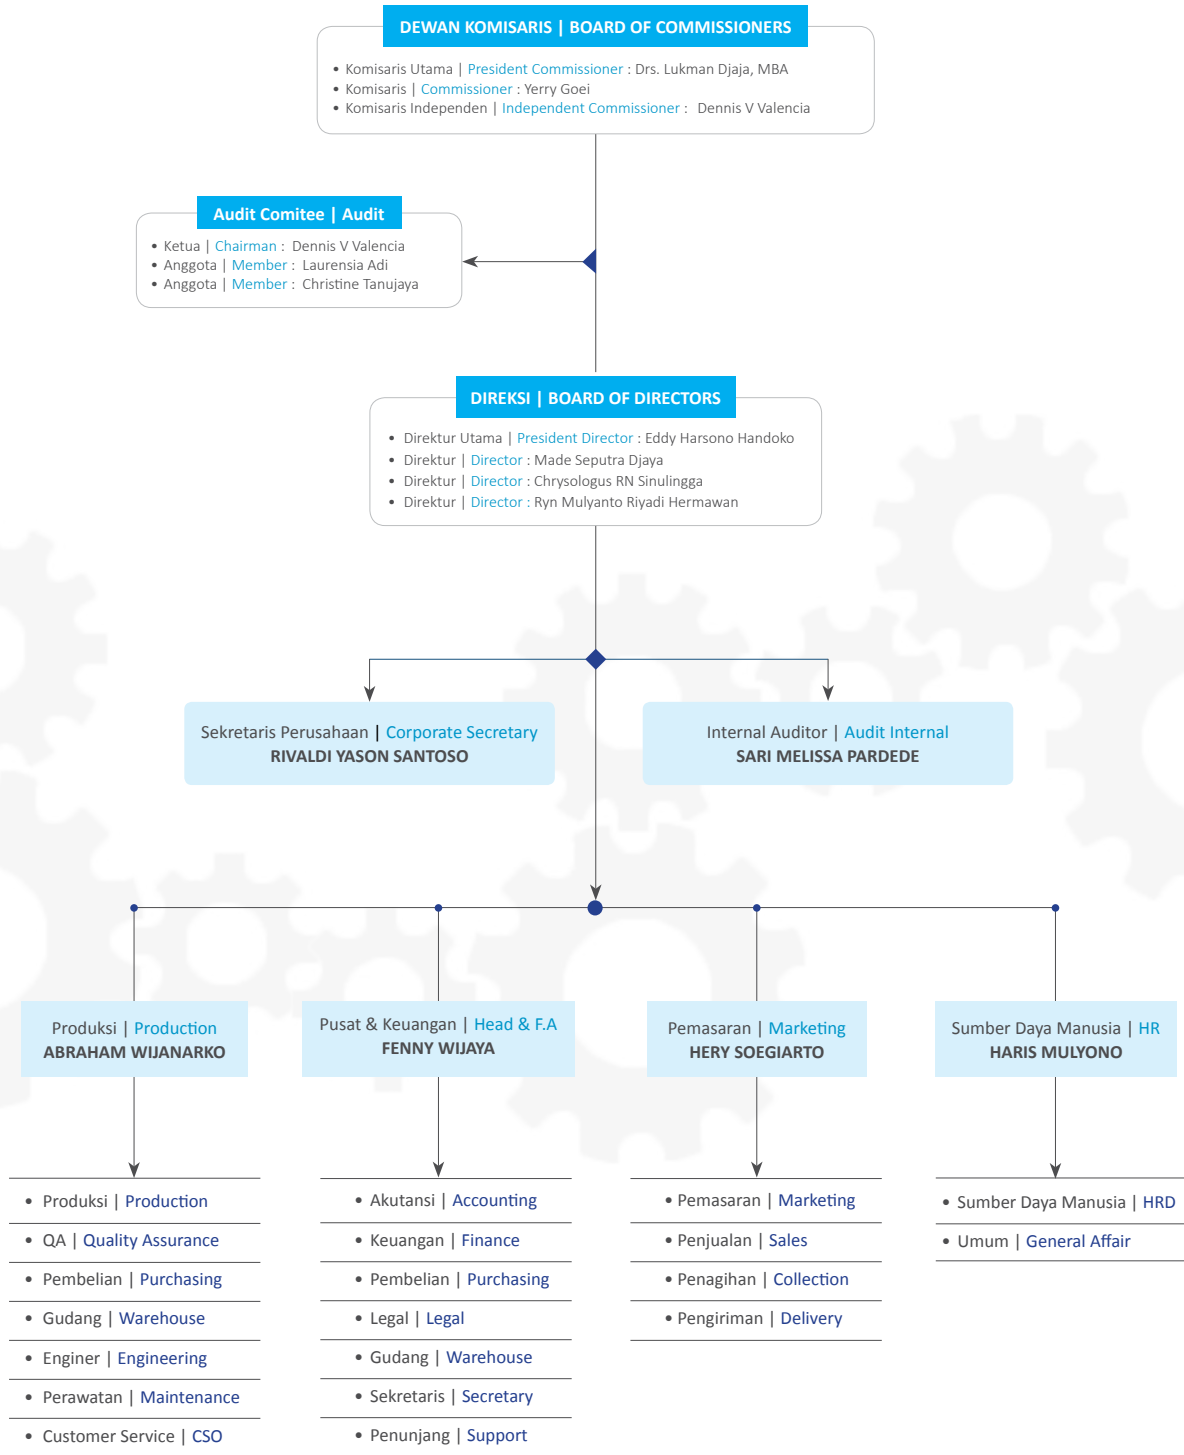 DEWAN KOMISARIS | BOARD OF COMMISSIONERS
• Komisaris Utama | President Commissioner : Drs. Lukman Djaja, MBA
• Komisaris | Commissioner : Yerry Goei
• Komisaris Independen | Independent Commissioner : Dennis V Valencia
Audit Comitee | Audit
• Ketua | Chairman : Dennis V Valencia
• Anggota | Member : Laurensia Adi
• Anggota | Member : Christine Tanujaya
DIREKSI | BOARD OF DIRECTORS
• Direktur Utama | President Director : Eddy Harsono Handoko
• Direktur | Director : Made Seputra Djaya
• Direktur | Director : Chrysologus RN Sinulingga
• Direktur | Director : Ryn Mulyanto Riyadi Hermawan
Sekretaris Perusahaan | Corporate Secretary
RIVALDI YASON SANTOSO
Internal Auditor | Audit Internal
SARI MELISSA PARDEDE
Produksi | Production
ABRAHAM WIJANARKO
Pusat & Keuangan | Head & F.A
FENNY WIJAYA
Pemasaran | Marketing
HERY SOEGIARTO
Sumber Daya Manusia | HR
HARIS MULYONO
• Produksi | Production
• QA | Quality Assurance
• Pembelian | Purchasing
• Gudang | Warehouse
• Enginer | Engineering
• Perawatan | Maintenance
• Customer Service | CSO
• Akutansi | Accounting
• Keuangan | Finance
• Pembelian | Purchasing
• Legal | Legal
• Gudang | Warehouse
• Sekretaris | Secretary
• Penunjang | Support
• Pemasaran | Marketing
• Penjualan | Sales
• Penagihan | Collection
• Pengiriman | Delivery
• Sumber Daya Manusia | HRD
• Umum | General Affair